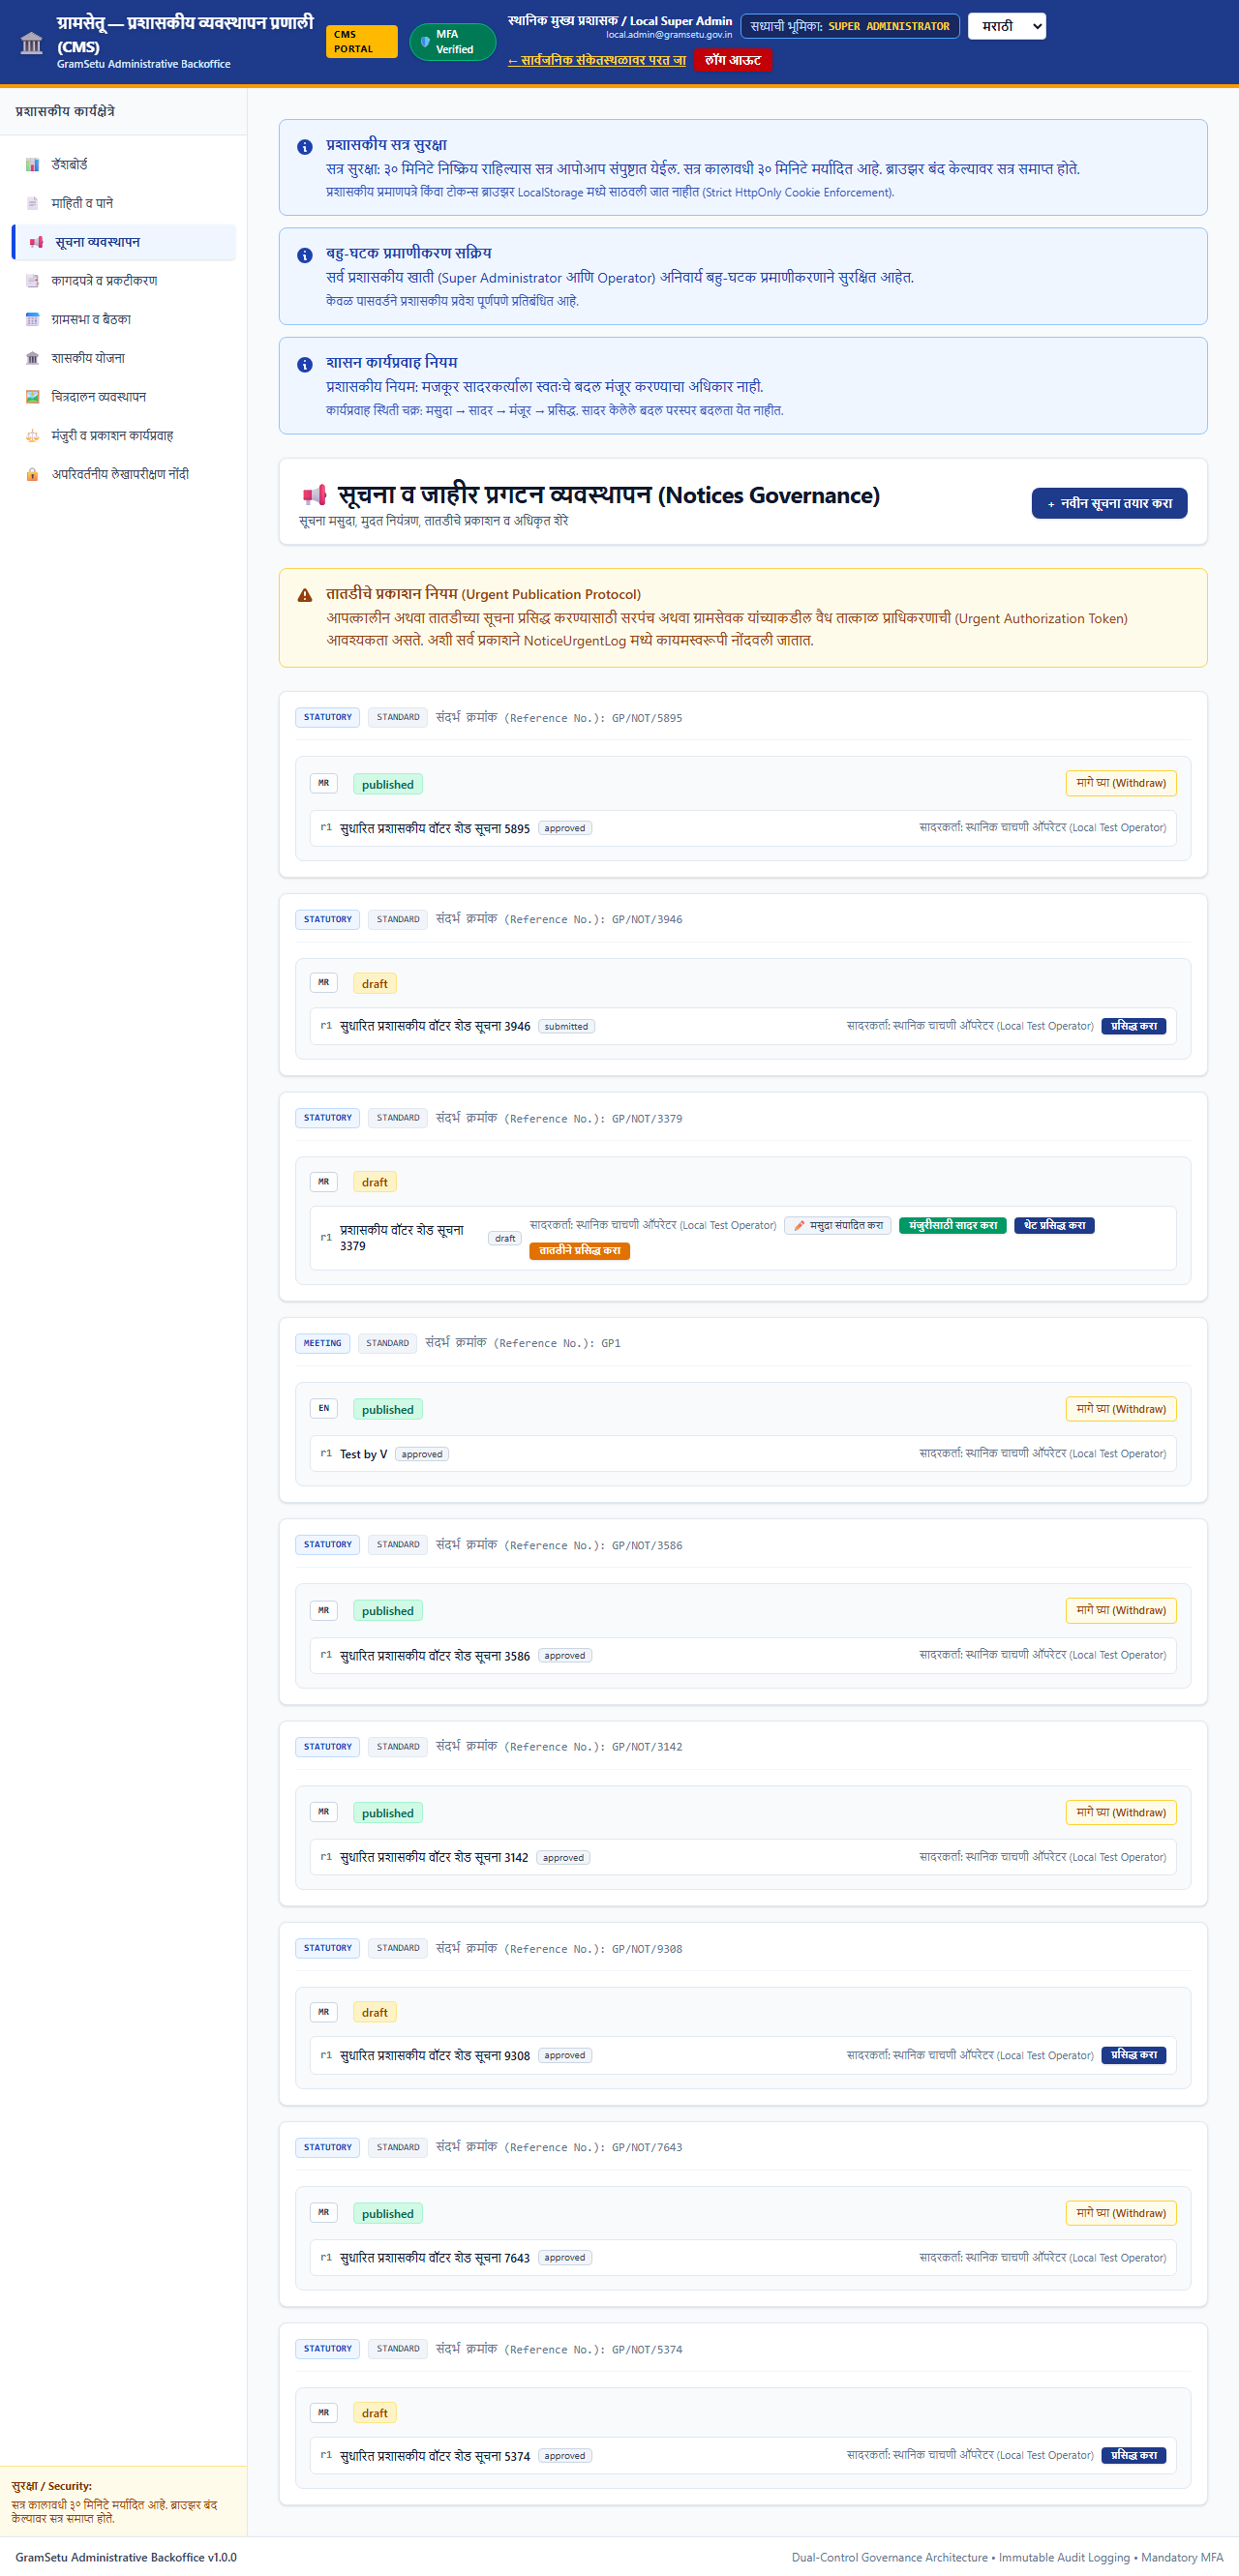 ग्रामसेतू — प्रशासकीय व्यवस्थापन प्रणाली
(CMS)
GramSetu Administrative Backoffice
CMS
PORTAL
MFA
Verified
स्थानिक मुख्य प्रशासक / Local Super Admin
local.admin@gramsetu.gov.in
सध्याची भूमिका: SUPER ADMINISTRATOR
मराठी
← सार्वजनिक संकेतस्थळावर परत जा
लॉग आऊट
प्रशासकीय कार्यक्षेत्रे
डॅशबोर्ड
माहिती व पाने
सूचना व्यवस्थापन
कागदपत्रे व प्रकटीकरण
ग्रामसभा व बैठका
शासकीय योजना
चित्रदालन व्यवस्थापन
मंजुरी व प्रकाशन कार्यप्रवाह
अपरिवर्तनीय लेखापरीक्षण नोंदी
प्रशासकीय सत्र सुरक्षा
सत्र सुरक्षा: ३० मिनिटे निष्क्रिय राहिल्यास सत्र आपोआप संपुष्टात येईल. सत्र कालावधी ३० मिनिटे मर्यादित आहे. ब्राउझर बंद केल्यावर सत्र समाप्त होते.
प्रशासकीय प्रमाणपत्रे किंवा टोकन्स ब्राउझर LocalStorage मध्ये साठवली जात नाहीत (Strict HttpOnly Cookie Enforcement).
बहु-घटक प्रमाणीकरण सक्रिय
सर्व प्रशासकीय खाती (Super Administrator आणि Operator) अनिवार्य बहु-घटक प्रमाणीकरणाने सुरक्षित आहेत.
केवळ पासवर्डने प्रशासकीय प्रवेश पूर्णपणे प्रतिबंधित आहे.
शासन कार्यप्रवाह नियम
प्रशासकीय नियम: मजकूर सादरकर्त्याला स्वतःचे बदल मंजूर करण्याचा अधिकार नाही.
कार्यप्रवाह स्थिती चक्र: मसुदा → सादर → मंजूर → प्रसिद्ध. सादर केलेले बदल परस्पर बदलता येत नाहीत.
सूचना व जाहीर प्रगटन व्यवस्थापन (Notices Governance)
सूचना मसुदा, मुदत नियंत्रण, तातडीचे प्रकाशन व अधिकृत शेरे
+ नवीन सूचना तयार करा
तातडीचे प्रकाशन नियम (Urgent Publication Protocol)
आपत्कालीन अथवा तातडीच्या सूचना प्रसिद्ध करण्यासाठी सरपंच अथवा ग्रामसेवक यांच्याकडील वैध तात्काळ प्राधिकरणाची (Urgent Authorization Token)
आवश्यकता असते. अशी सर्व प्रकाशने NoticeUrgentLog मध्ये कायमस्वरूपी नोंदवली जातात.
STATUTORY STANDARD संदर्भ क्रमांक (Reference No.): GP/NOT/5895
MR published मागे घ्या (Withdraw)
r1 सुधारित प्रशासकीय वॉटर शेड सूचना 5895 approved सादरकर्ता: स्थानिक चाचणी ऑपरेटर (Local Test Operator)
STATUTORY STANDARD संदर्भ क्रमांक (Reference No.): GP/NOT/3946
MR draft
r1 सुधारित प्रशासकीय वॉटर शेड सूचना 3946 submitted सादरकर्ता: स्थानिक चाचणी ऑपरेटर (Local Test Operator) प्रसिद्ध करा
STATUTORY STANDARD संदर्भ क्रमांक (Reference No.): GP/NOT/3379
MR draft
r1 प्रशासकीय वॉटर शेड सूचना
3379
draft
सादरकर्ता: स्थानिक चाचणी ऑपरेटर (Local Test Operator) मसुदा संपादित करा मंजुरीसाठी सादर करा थेट प्रसिद्ध करा
तातडीने प्रसिद्ध करा
MEETING STANDARD संदर्भ क्रमांक (Reference No.): GP1
EN published मागे घ्या (Withdraw)
r1 Test by V approved सादरकर्ता: स्थानिक चाचणी ऑपरेटर (Local Test Operator)
STATUTORY STANDARD संदर्भ क्रमांक (Reference No.): GP/NOT/3586
MR published मागे घ्या (Withdraw)
r1 सुधारित प्रशासकीय वॉटर शेड सूचना 3586 approved सादरकर्ता: स्थानिक चाचणी ऑपरेटर (Local Test Operator)
STATUTORY STANDARD संदर्भ क्रमांक (Reference No.): GP/NOT/3142
MR published मागे घ्या (Withdraw)
r1 सुधारित प्रशासकीय वॉटर शेड सूचना 3142 approved सादरकर्ता: स्थानिक चाचणी ऑपरेटर (Local Test Operator)
STATUTORY STANDARD संदर्भ क्रमांक (Reference No.): GP/NOT/9308
MR draft
r1 सुधारित प्रशासकीय वॉटर शेड सूचना 9308 approved सादरकर्ता: स्थानिक चाचणी ऑपरेटर (Local Test Operator) प्रसिद्ध करा
STATUTORY STANDARD संदर्भ क्रमांक (Reference No.): GP/NOT/7643
MR published मागे घ्या (Withdraw)
r1 सुधारित प्रशासकीय वॉटर शेड सूचना 7643 approved सादरकर्ता: स्थानिक चाचणी ऑपरेटर (Local Test Operator)
STATUTORY STANDARD संदर्भ क्रमांक (Reference No.): GP/NOT/5374
MR draft
r1 सुधारित प्रशासकीय वॉटर शेड सूचना 5374 approved सादरकर्ता: स्थानिक चाचणी ऑपरेटर (Local Test Operator) प्रसिद्ध करा
सुरक्षा / Security:
सत्र कालावधी ३० मिनिटे मर्यादित आहे. ब्राउझर बंद
केल्यावर सत्र समाप्त होते.
GramSetu Administrative Backoffice v1.0.0
Dual-Control Governance Architecture • Immutable Audit Logging • Mandatory MFA